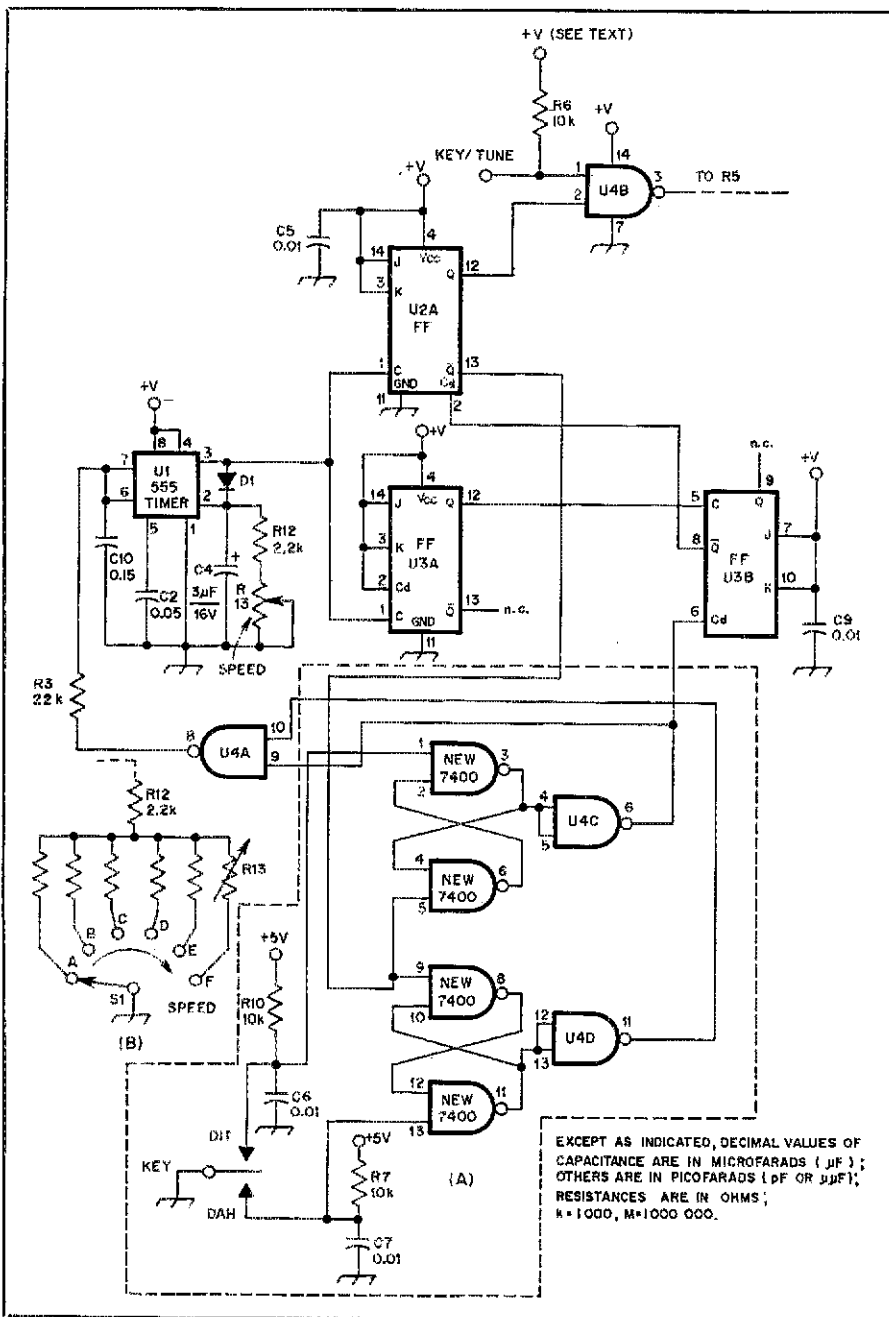 +V (SEE TEXT)
R6
10k
+V
KEY/TUNE
1
14
U4B
3
TO R5
2
7
+V
C5
0.01
4
14
J
Vcc
Q
12
3
K
U2A
FF
1
C
Q̅
13
GND
Cd
11
2
+V
8
4
7
U1
555
TIMER
3
6
2
5
1
D1
C10
0.15
C2
0.05
C4
+
3µF
16V
R12
2.2k
R
13
SPEED
+V
4
14
J
Vcc
Q
12
3
K
FF
U3A
2
Cd
1
C
Q̅
13
n.c.
GND
11
n.c.
9
+V
5
C
Q
J
7
8
Q̅
FF
U3B
K
10
6
Cd
C9
0.01
R3
22k
8
U4A
10
9
1
NEW
7400
3
2
4
5
U4C
6
4
NEW
7400
6
5
R12
2.2k
R13
A
B
C
D
E
F
S1
SPEED
(B)
+5V
R10
10k
C6
0.01
9
NEW
7400
8
10
12
13
U4D
11
12
NEW
7400
11
13
DIT
KEY
DAH
+5V
R7
10k
C7
0.01
(A)
EXCEPT AS INDICATED, DECIMAL VALUES OF
CAPACITANCE ARE IN MICROFARADS (µF);
OTHERS ARE IN PICOFARADS (pF OR µµF);
RESISTANCES ARE IN OHMS;
k=1000, M=1000 000.